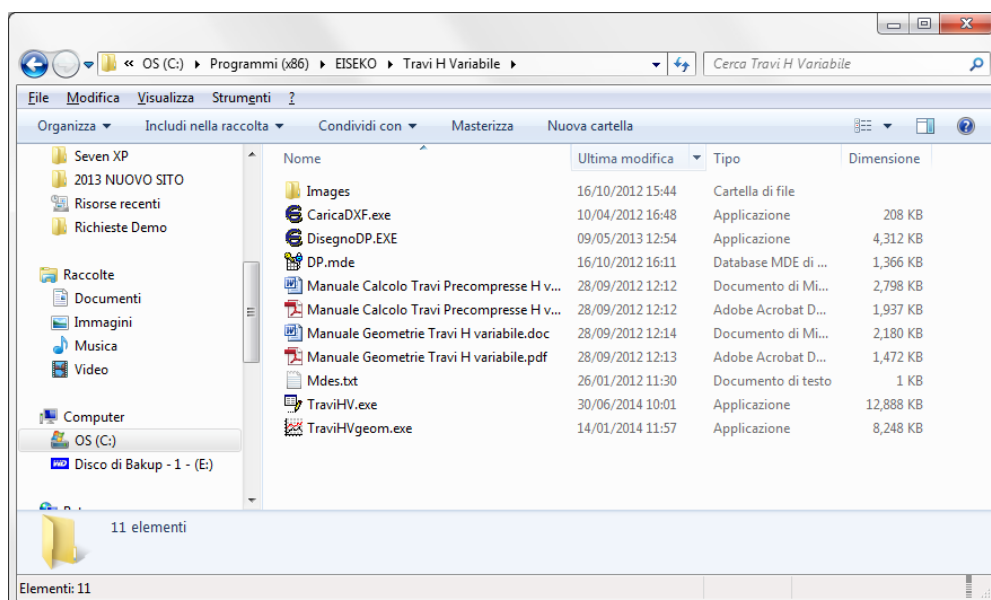 « OS (C:) ▸ Programmi (x86) ▸ EISEKO ▸ Travi H Variabile ▸ Cerca Travi H Variabile
File Modifica Visualizza Strumenti ?
Organizza Includi nella raccolta Condividi con Masterizza Nuova cartella
Seven XP
2013 NUOVO SITO
Risorse recenti
Richieste Demo
Raccolte
Documenti
Immagini
Musica
Video
Computer
OS (C:)
Disco di Bakup - 1 - (E:)
Nome Ultima modifica Tipo Dimensione
Images 16/10/2012 15:44 Cartella di file
CaricaDXF.exe 10/04/2012 16:48 Applicazione 208 KB
DisegnoDP.EXE 09/05/2013 12:54 Applicazione 4,312 KB
DP.mde 16/10/2012 16:11 Database MDE di ... 1,366 KB
Manuale Calcolo Travi Precompresse H v... 28/09/2012 12:12 Documento di Mi... 2,798 KB
Manuale Calcolo Travi Precompresse H v... 28/09/2012 12:12 Adobe Acrobat D... 1,937 KB
Manuale Geometrie Travi H variabile.doc 28/09/2012 12:14 Documento di Mi... 2,180 KB
Manuale Geometrie Travi H variabile.pdf 28/09/2012 12:13 Adobe Acrobat D... 1,472 KB
Mdes.txt 26/01/2012 11:30 Documento di testo 1 KB
TraviHV.exe 30/06/2014 10:01 Applicazione 12,888 KB
TraviHVgeom.exe 14/01/2014 11:57 Applicazione 8,248 KB
11 elementi
Elementi: 11